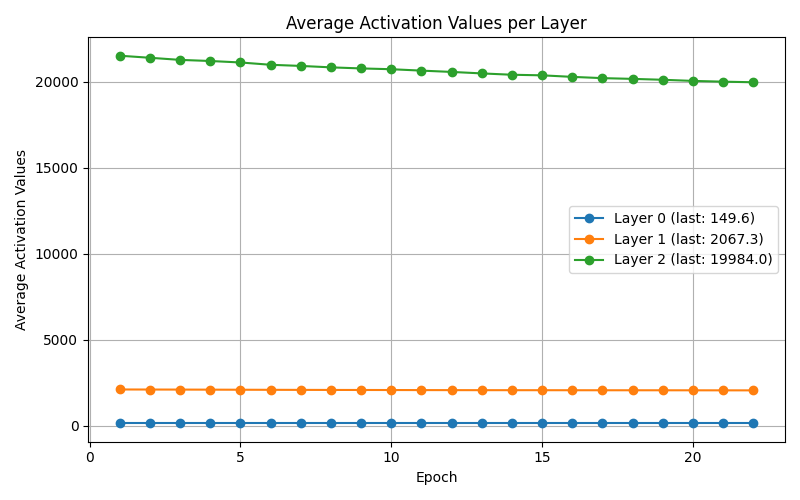 Average Activation Values per Layer
Average Activation Values
20000
15000
10000
5000
0
Layer 0 (last: 149.6)
Layer 1 (last: 2067.3)
Layer 2 (last: 19984.0)
0 5 10 15 20
Epoch